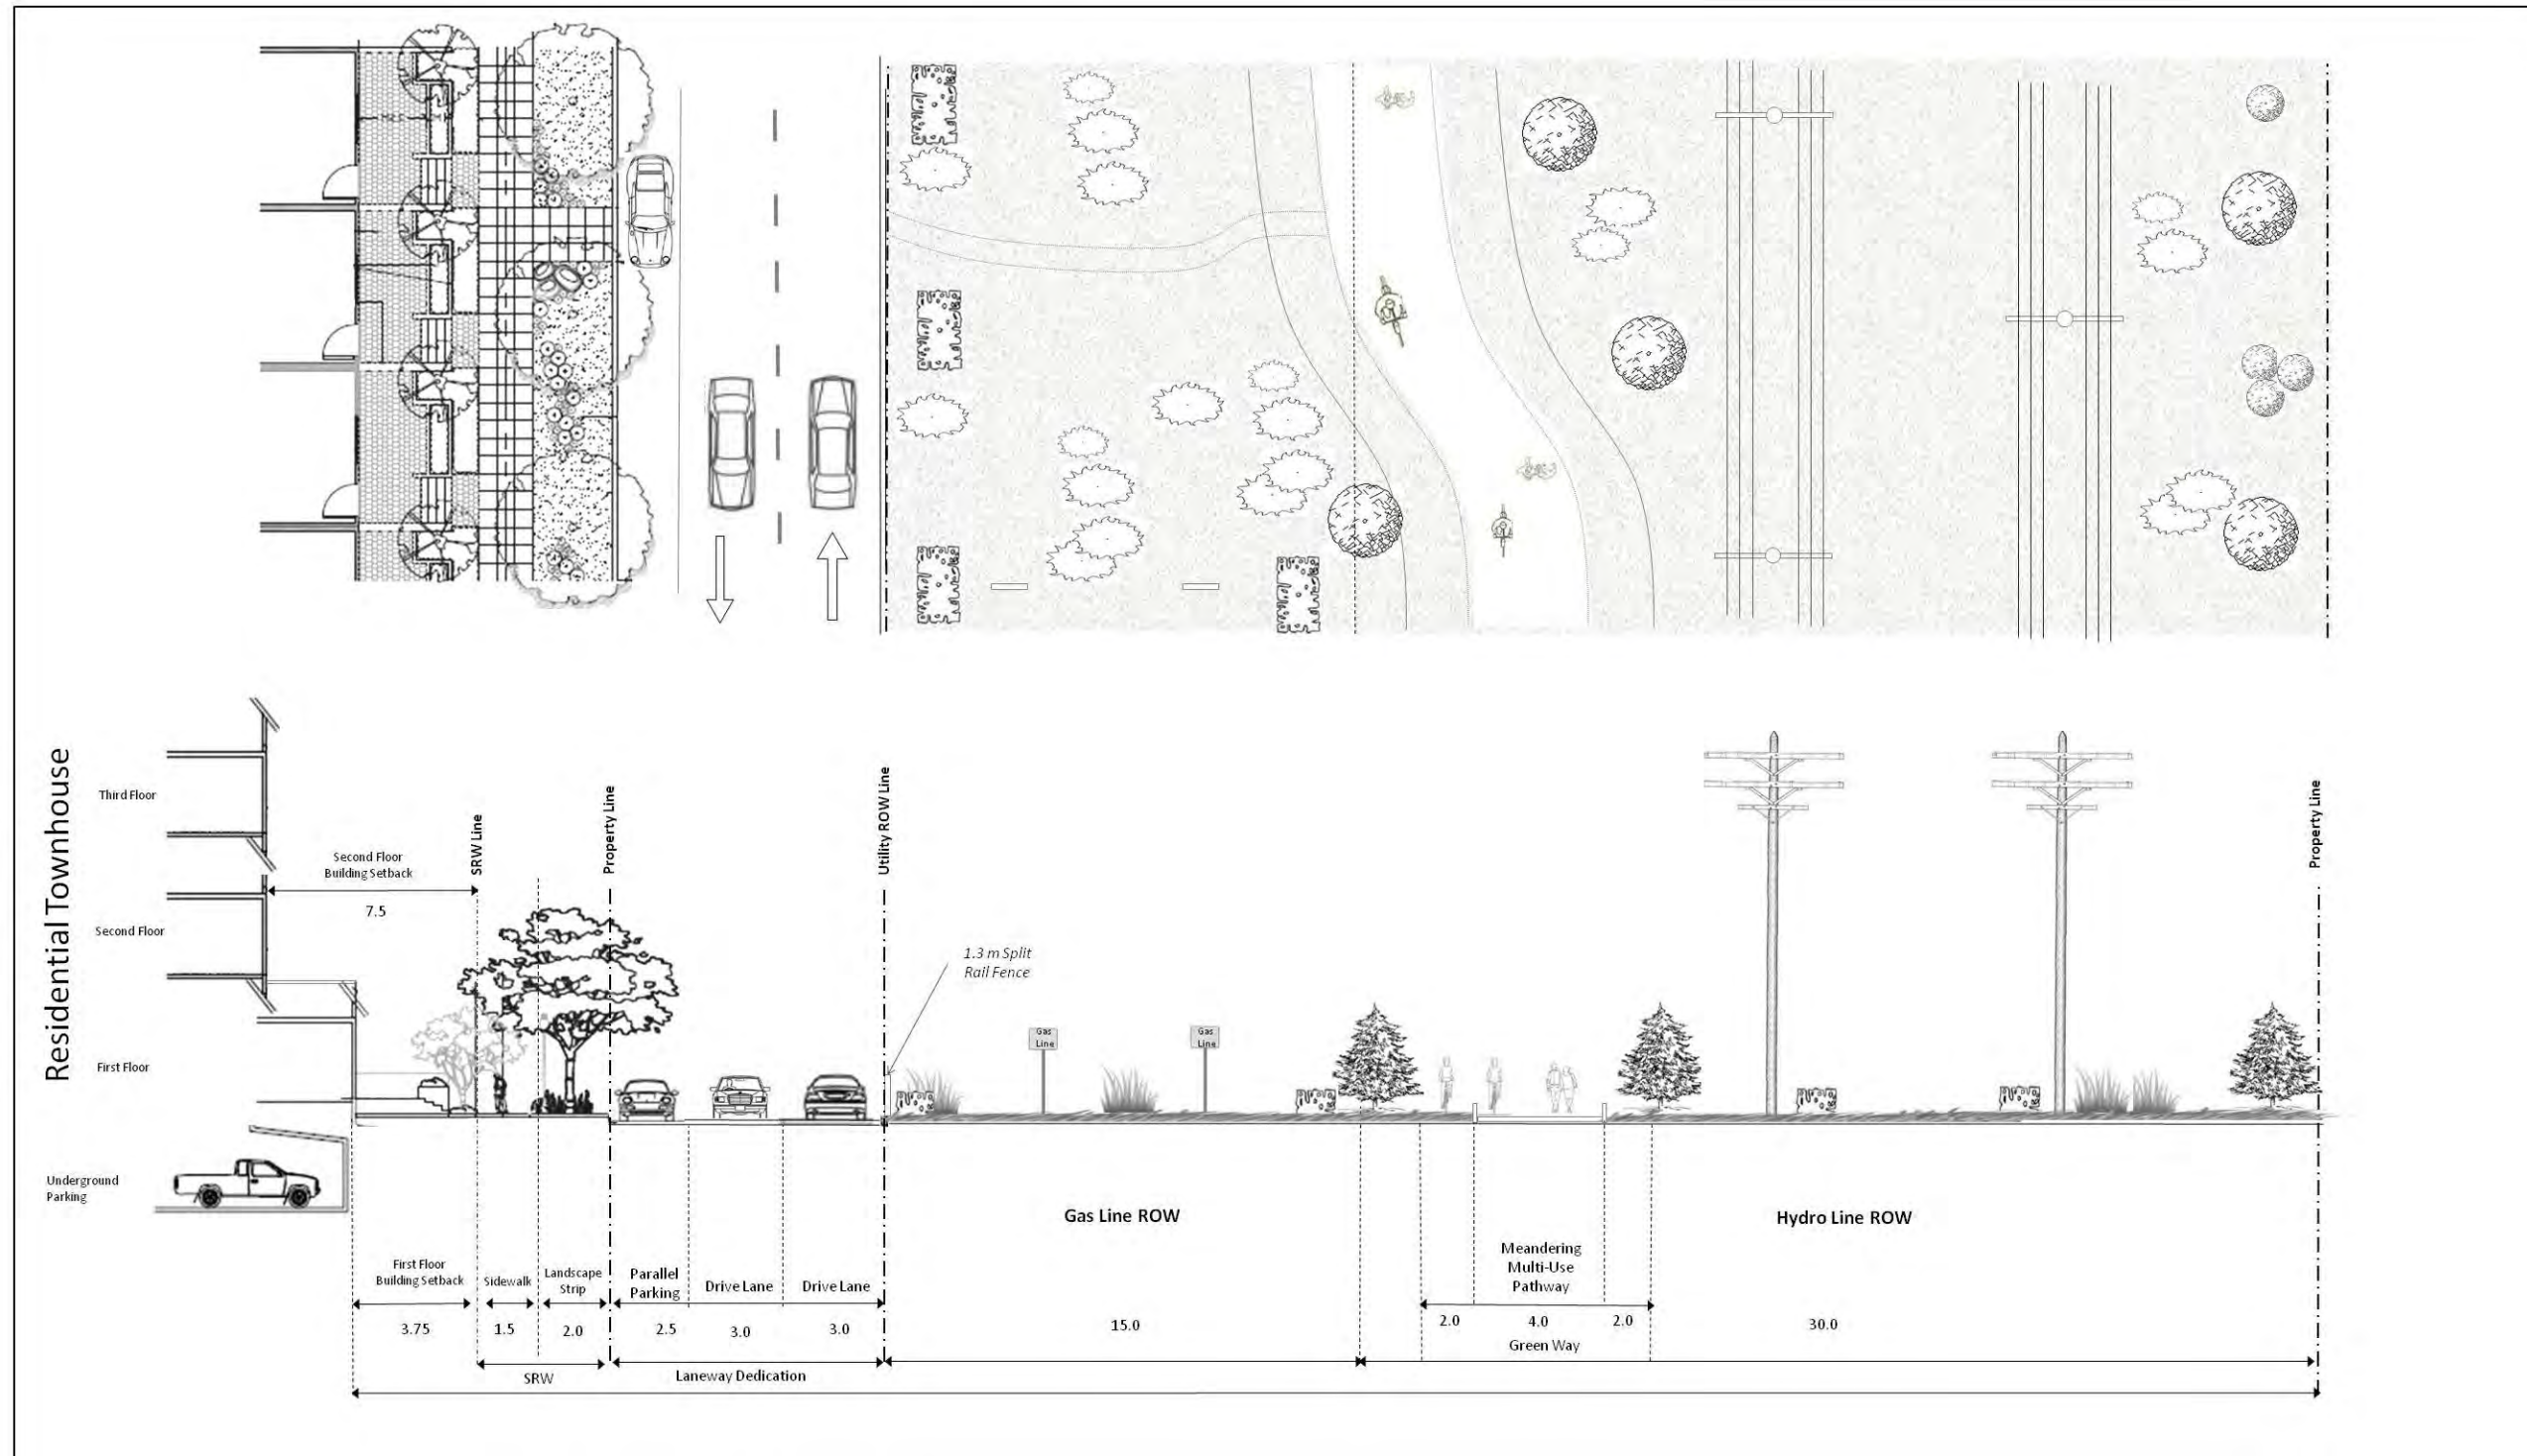 Residential Townhouse
Third Floor
Second Floor
First Floor
Underground
Parking
Second Floor
Building Setback
7.5
SRW Line
Property Line
Utility ROW Line
Property Line
1.3 m Split
Rail Fence
Gas
Line
Gas
Line
Gas Line ROW
Hydro Line ROW
First Floor
Building Setback
Sidewalk
Landscape
Strip
Parallel
Parking
Drive Lane
Drive Lane
Meandering
Multi-Use
Pathway
3.75
1.5
2.0
2.5
3.0
3.0
15.0
2.0
4.0
2.0
30.0
Green Way
SRW
Laneway Dedication